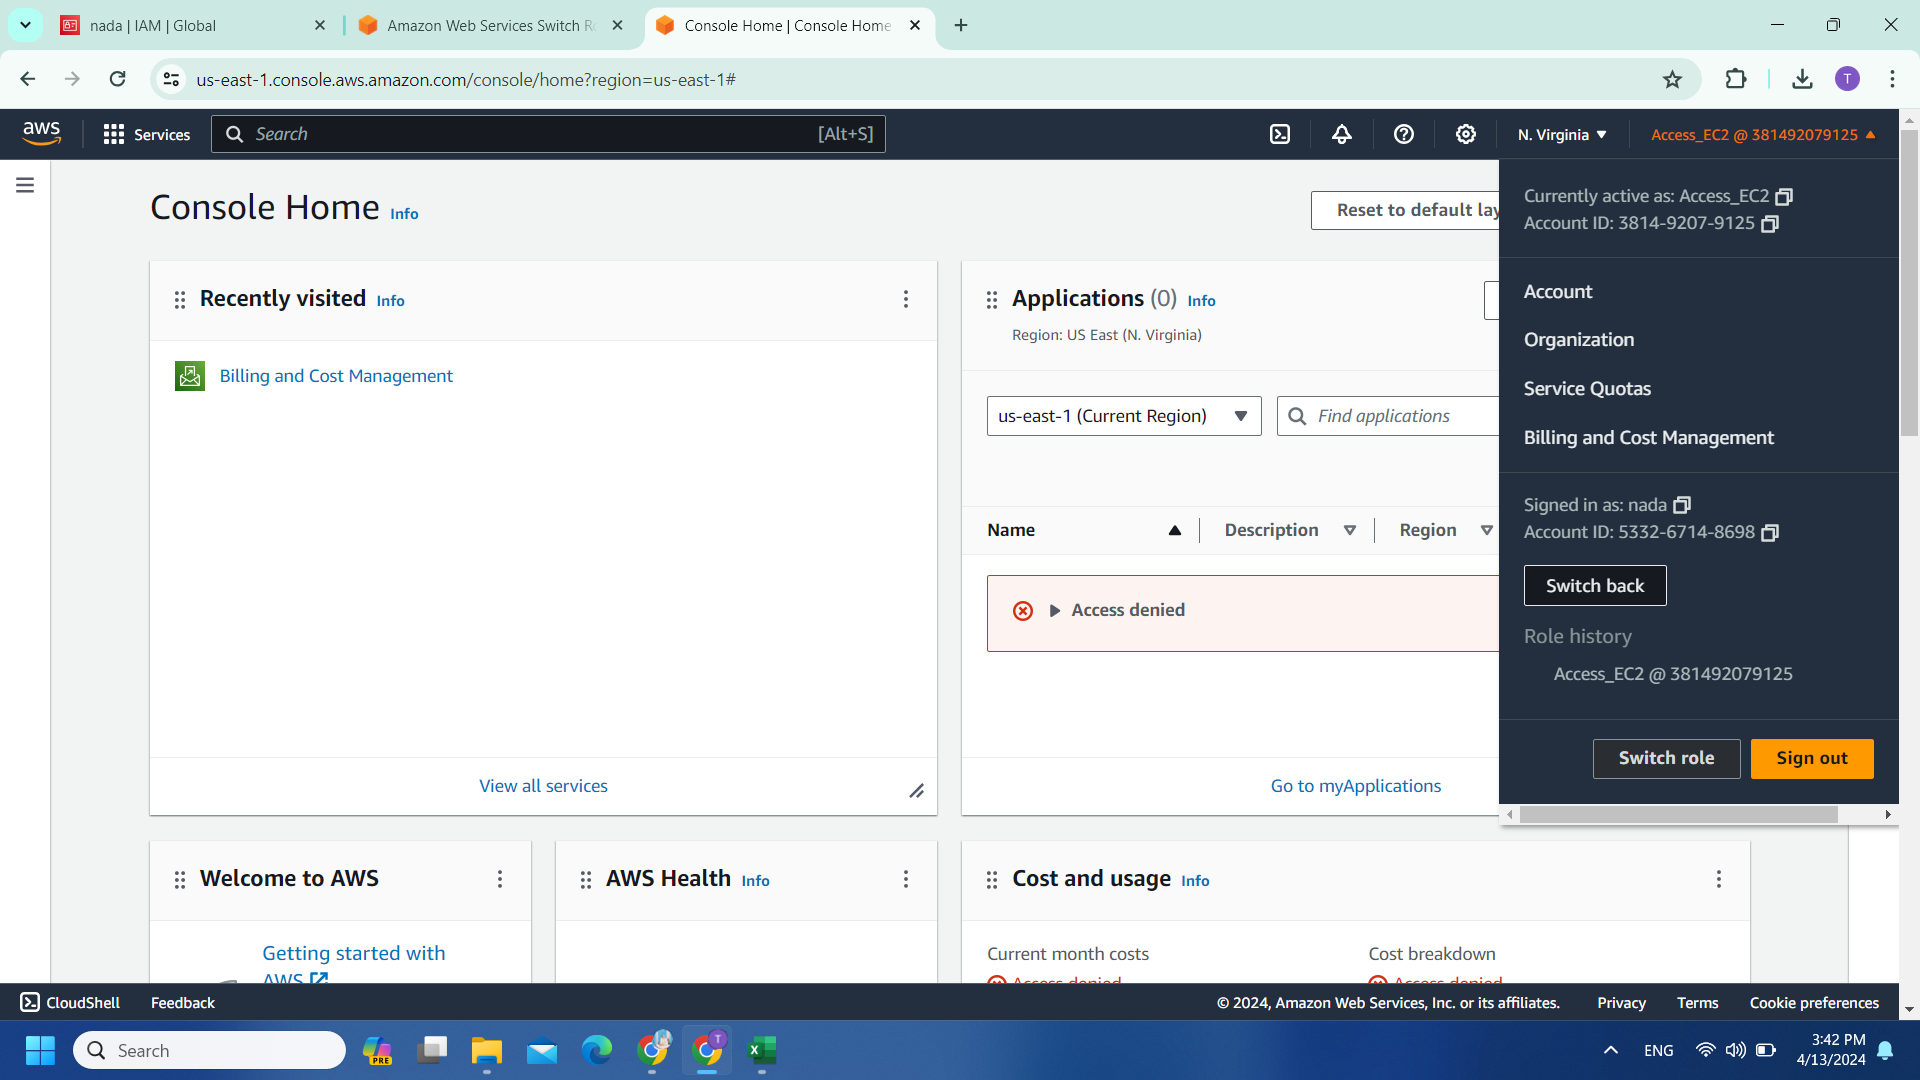 nada | IAM | Global
Amazon Web Services Switch R
Console Home | Console Home
us-east-1.console.aws.amazon.com/console/home?region=us-east-1#
T
aws
Services
Search
[Alt+S]
N. Virginia
Access_EC2 @ 381492079125
Console Home Info
Reset to default lay
Currently active as: Access_EC2
Account ID: 3814-9207-9125
Account
Organization
Service Quotas
Billing and Cost Management
Signed in as: nada
Account ID: 5332-6714-8698
Switch back
Role history
Access_EC2 @ 381492079125
Switch role
Sign out
Recently visited Info
Billing and Cost Management
View all services
Applications (0) Info
Region: US East (N. Virginia)
us-east-1 (Current Region)
Find applications
Name
Description
Region
Access denied
Go to myApplications
Welcome to AWS
Getting started with
AWS
AWS Health Info
Cost and usage Info
Current month costs
Access denied
Cost breakdown
Access denied
CloudShell
Feedback
© 2024, Amazon Web Services, Inc. or its affiliates.
Privacy
Terms
Cookie preferences
Search
PRE
T
ENG
3:42 PM
4/13/2024